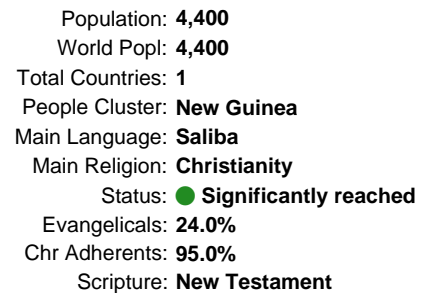 Population: 4,400
World Popl: 4,400
Total Countries: 1
People Cluster: New Guinea
Main Language: Saliba
Main Religion: Christianity
Status: Significantly reached
Evangelicals: 24.0%
Chr Adherents: 95.0%
Scripture: New Testament